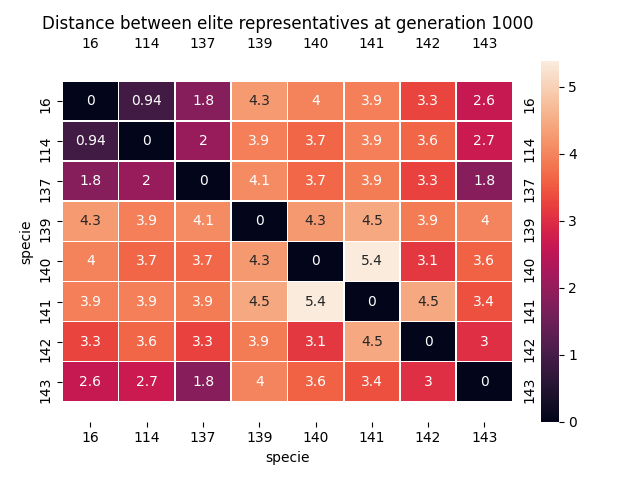 Distance between elite representatives at generation 1000
16 114 137 139 140 141 142 143
16 0 0.94 1.8 4.3 4 3.9 3.3 2.6 16
114 0.94 0 2 3.9 3.7 3.9 3.6 2.7 114
137 1.8 2 0 4.1 3.7 3.9 3.3 1.8 137
139 4.3 3.9 4.1 0 4.3 4.5 3.9 4 139
140 4 3.7 3.7 4.3 0 5.4 3.1 3.6 140
141 3.9 3.9 3.9 4.5 5.4 0 4.5 3.4 141
142 3.3 3.6 3.3 3.9 3.1 4.5 0 3 142
143 2.6 2.7 1.8 4 3.6 3.4 3 0 143
16 114 137 139 140 141 142 143
specie
specie
5
4
3
2
1
0